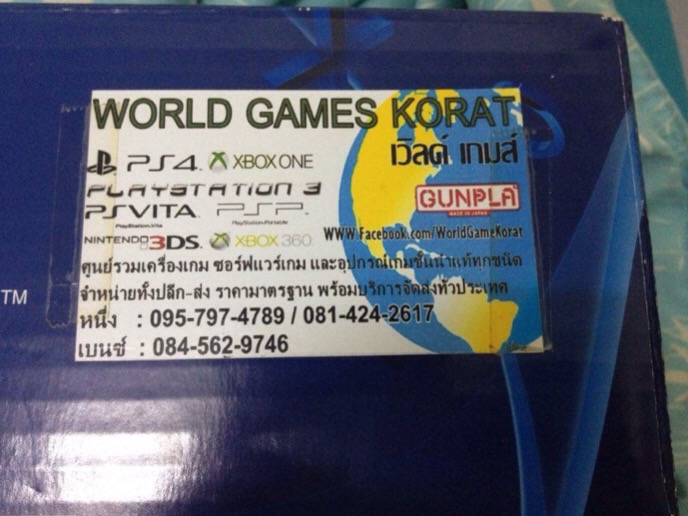 WORLD GAMES KORAT
เวิลด์ เกมส์
PS4 XBOX ONE
PLAYSTATION 3
GUNPLA
MADE IN JAPAN
PSVITA PSP
PlayStation.Vita PlayStation.Portable
WWW.Facebook.com/WorldGameKorat
NINTENDO 3DS XBOX 360
ศูนย์รวมเครื่องเกม ซอร์ฟแวร์เกม และอุปกรณ์เกมชั้นนำแท้ทุกชนิด
จำหน่ายทั้งปลีก-ส่ง ราคามาตรฐาน พร้อมบริการจัดส่งทั่วประเทศ
TM
หนึ่ง : 095-797-4789 / 081-424-2617
เบนซ์ : 084-562-9746